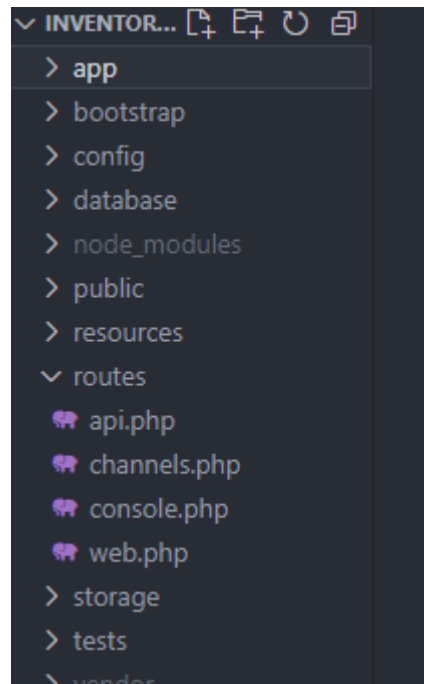 INVENTOR...
app
bootstrap
config
database
node_modules
public
resources
routes
api.php
channels.php
console.php
web.php
storage
tests
vendor